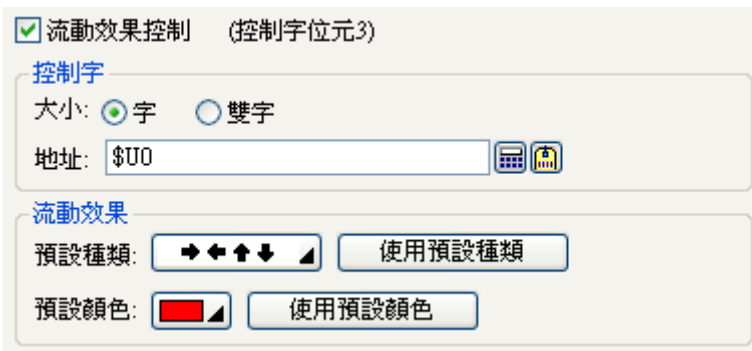 流動效果控制 (控制字位元3)
控制字
大小: 字 雙字
地址: $U0
流動效果
預設種類: 使用預設種類
預設顏色: 使用預設顏色